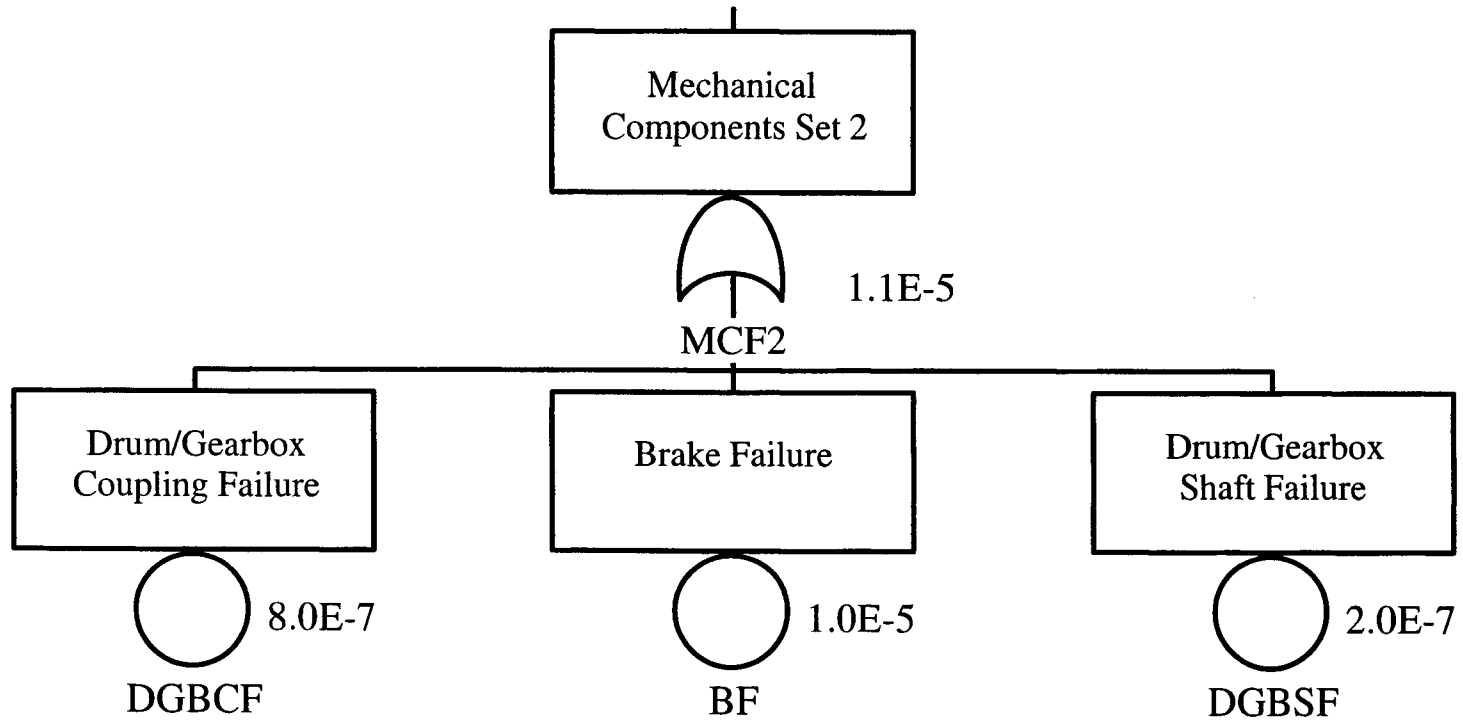 Mechanical
Components Set 2
1.1E-5
MCF2
Drum/Gearbox
Coupling Failure
Brake Failure
Drum/Gearbox
Shaft Failure
8.0E-7
1.0E-5
2.0E-7
DGBCF
BF
DGBSF